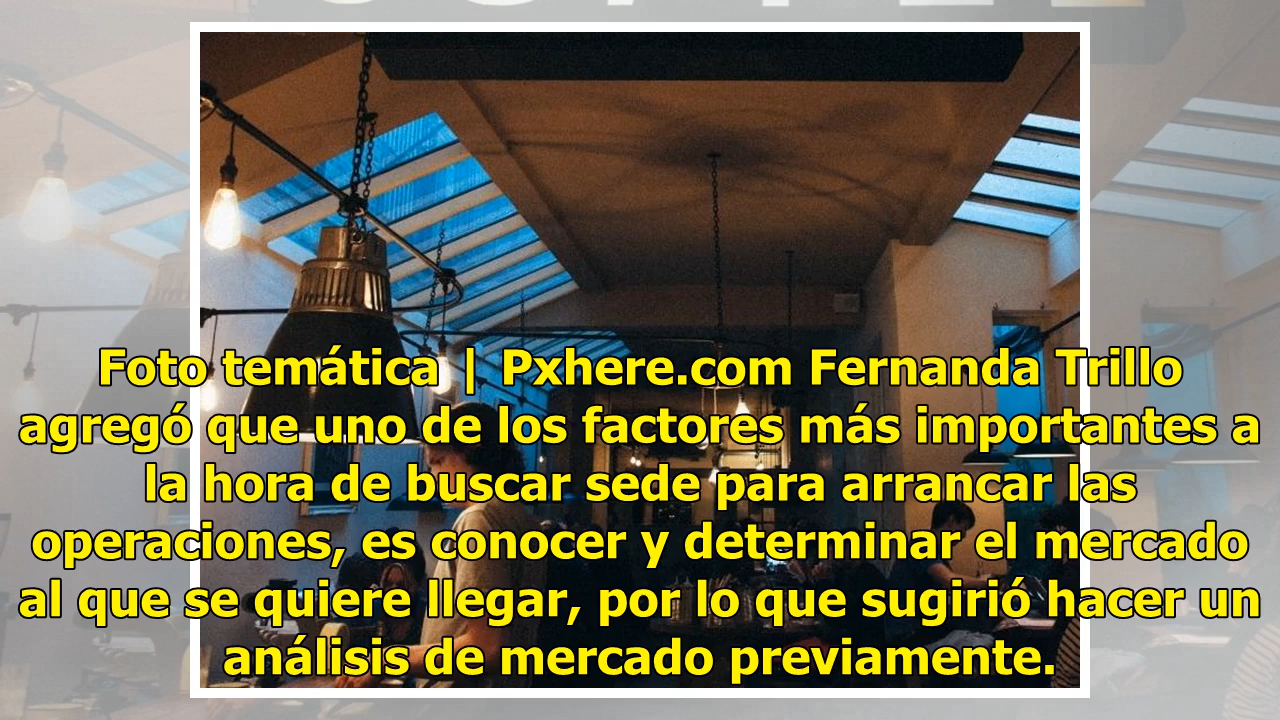 Foto temática | Pxhere.com Fernanda Trillo
agregó que uno de los factores más importantes a
la hora de buscar sede para arrancar las
operaciones, es conocer y determinar el mercado
al que se quiere llegar, por lo que sugirió hacer un
análisis de mercado previamente.